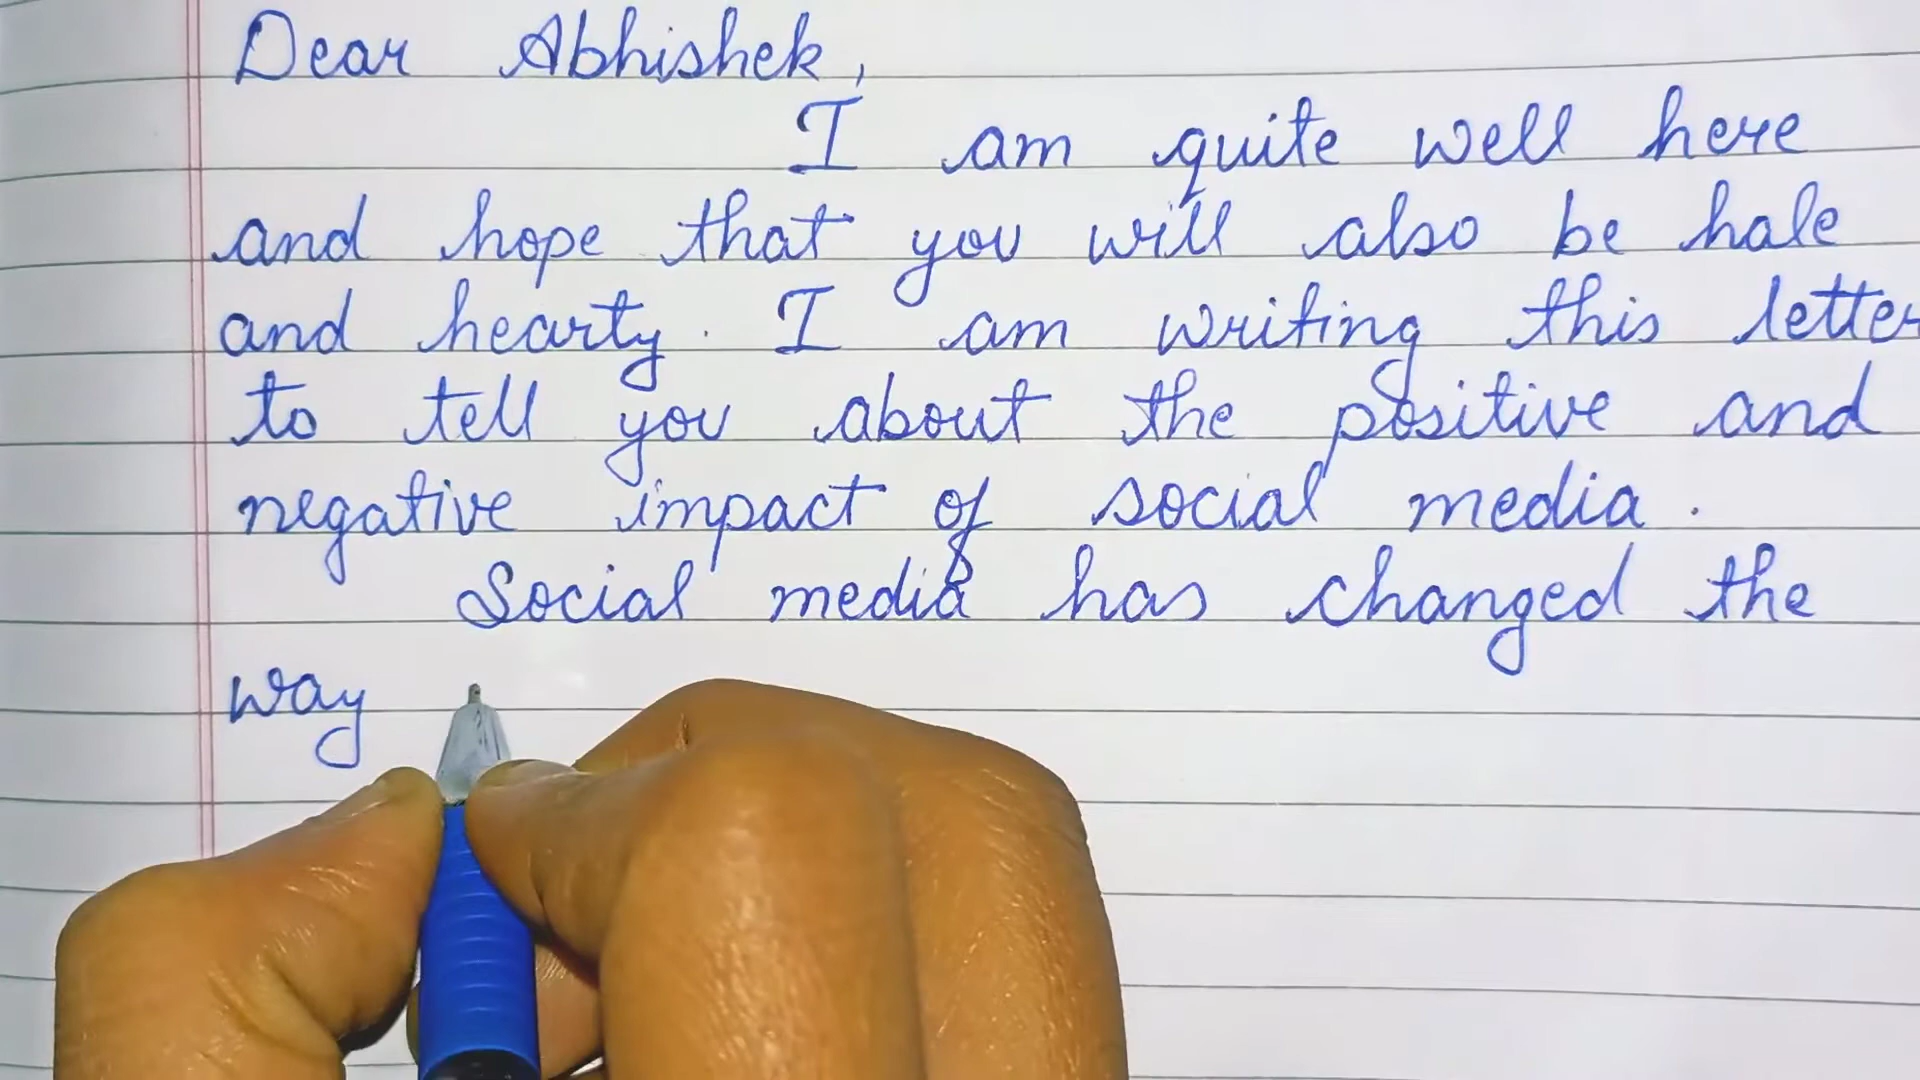 Dear Abhishek,
I am quite well here
and hope that you will also be hale
and hearty. I am writing this letter
to tell you about the positive and
negative impact of social media.
Social media has changed the
way